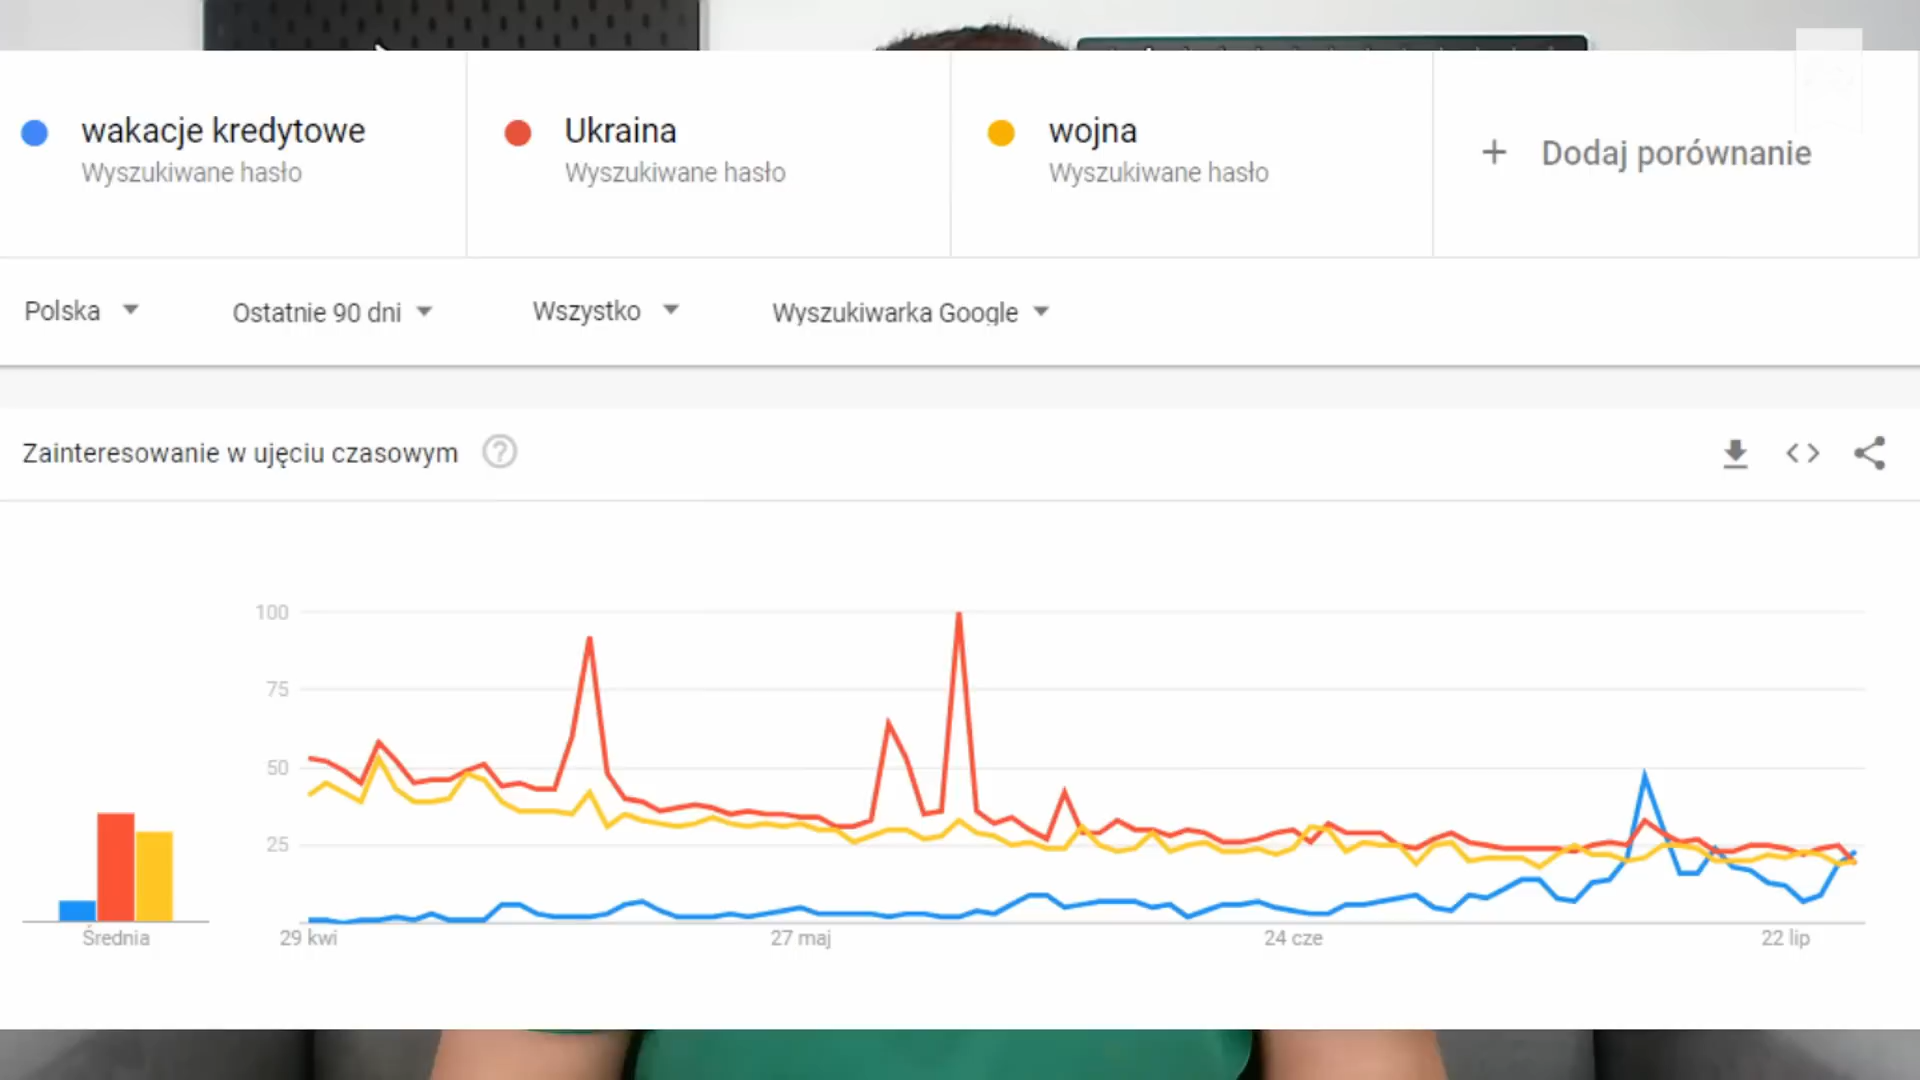 wakacje kredytowe
Wyszukiwane hasło
Ukraina
Wyszukiwane hasło
wojna
Wyszukiwane hasło
+ Dodaj porównanie
Polska
Ostatnie 90 dni
Wszystko
Wyszukiwarka Google
Zainteresowanie w ujęciu czasowym
?
100
75
50
25
Średnia
29 kwi
27 maj
24 cze
22 lip